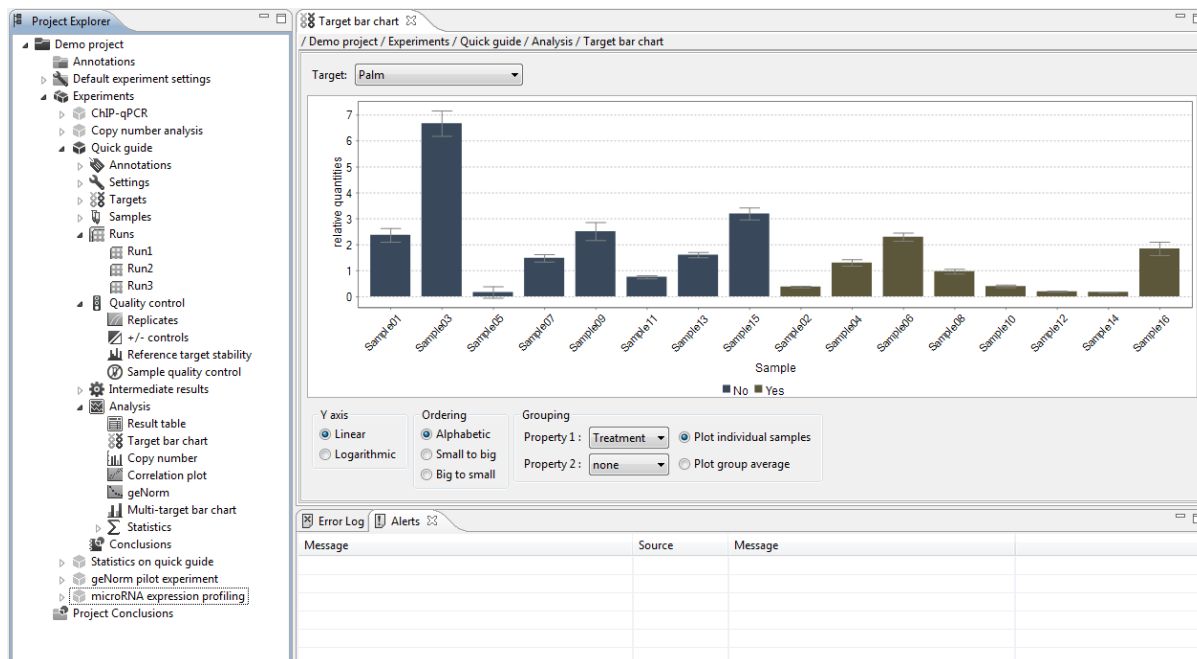 Project Explorer
Demo project
Annotations
Default experiment settings
Experiments
ChIP-qPCR
Copy number analysis
Quick guide
Annotations
Settings
Targets
Samples
Runs
Run1
Run2
Run3
Quality control
Replicates
+/- controls
Reference target stability
Sample quality control
Intermediate results
Analysis
Result table
Target bar chart
Copy number
Correlation plot
geNorm
Multi-target bar chart
Statistics
Conclusions
Statistics on quick guide
geNorm pilot experiment
microRNA expression profiling
Project Conclusions
Target bar chart
/ Demo project / Experiments / Quick guide / Analysis / Target bar chart
Target: Palm
relative quantities
7
6
5
4
3
2
1
0
Sample01 Sample03 Sample05 Sample07 Sample09 Sample11 Sample13 Sample15 Sample02 Sample04 Sample06 Sample08 Sample10 Sample12 Sample14 Sample16
Sample
No Yes
Y axis
Linear
Logarithmic
Ordering
Alphabetic
Small to big
Big to small
Grouping
Property 1 : Treatment Plot individual samples
Property 2 : none Plot group average
Error Log Alerts
Message Source Message